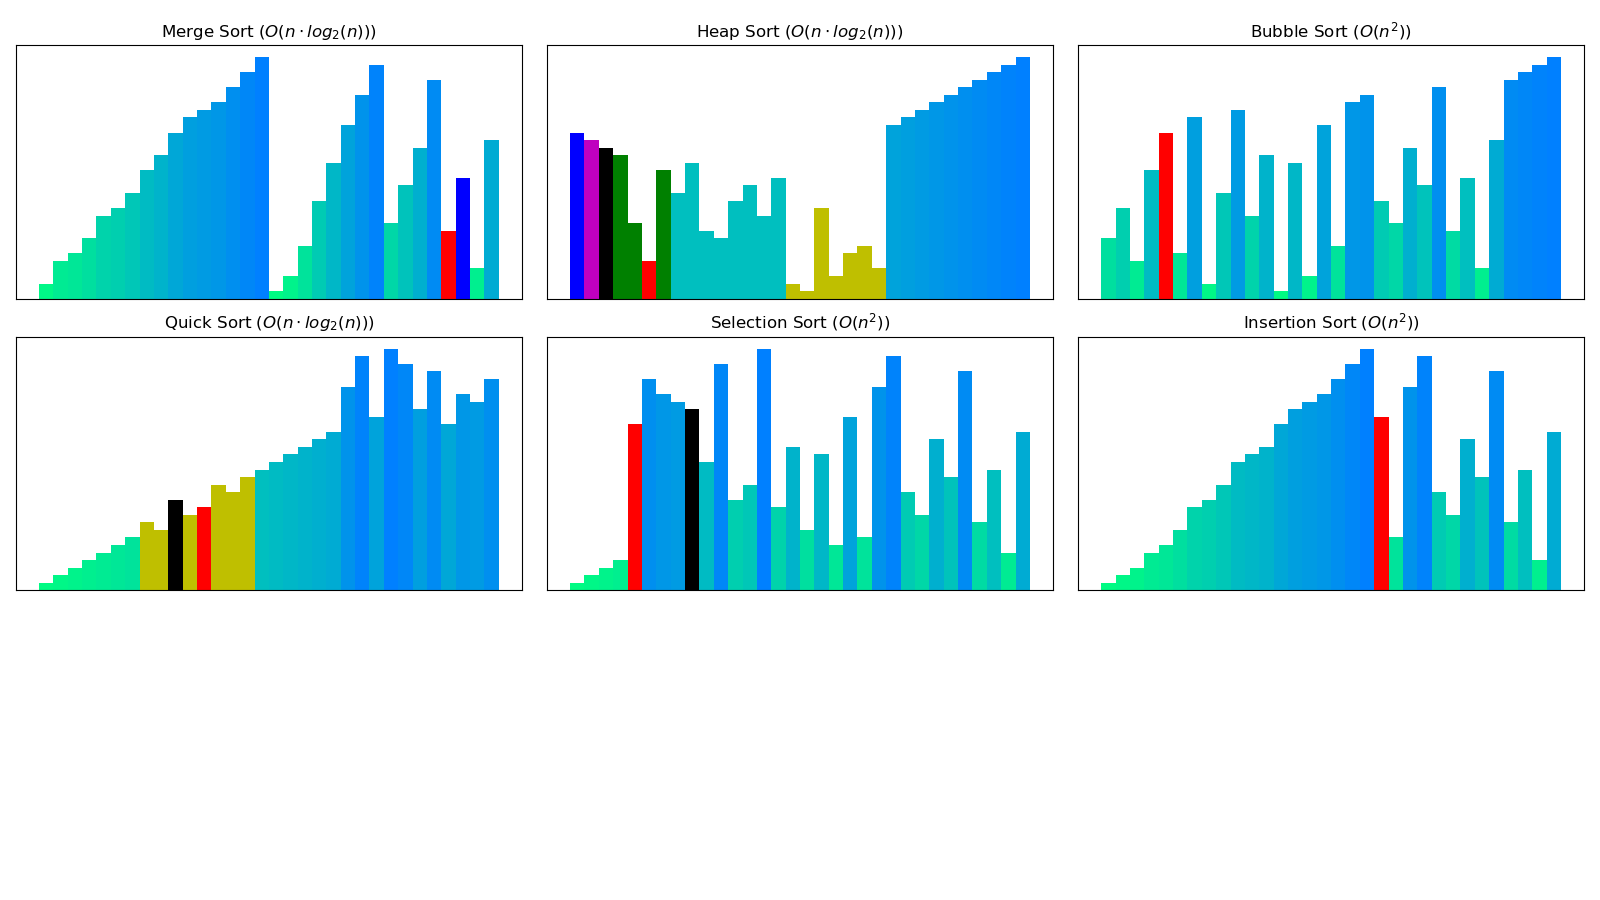 Merge Sort (O(n · log₂(n)))
Heap Sort (O(n · log₂(n)))
Bubble Sort (O(n²))
Quick Sort (O(n · log₂(n)))
Selection Sort (O(n²))
Insertion Sort (O(n²))